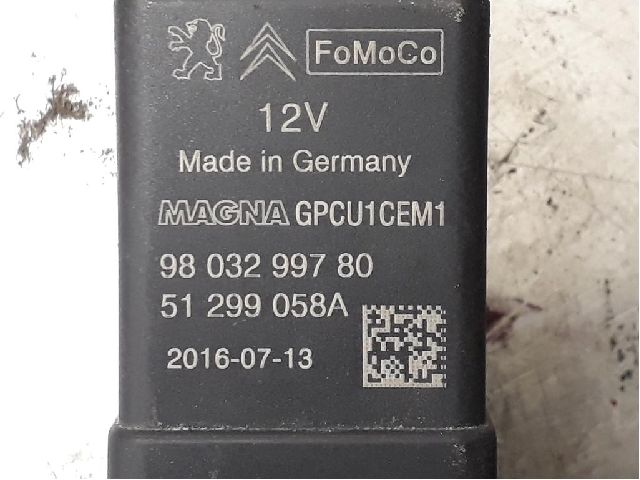 FoMoCo
12V
Made in Germany
MAGNA GPCU1CEM1
98 032 997 80
51 299 058A
2016-07-13